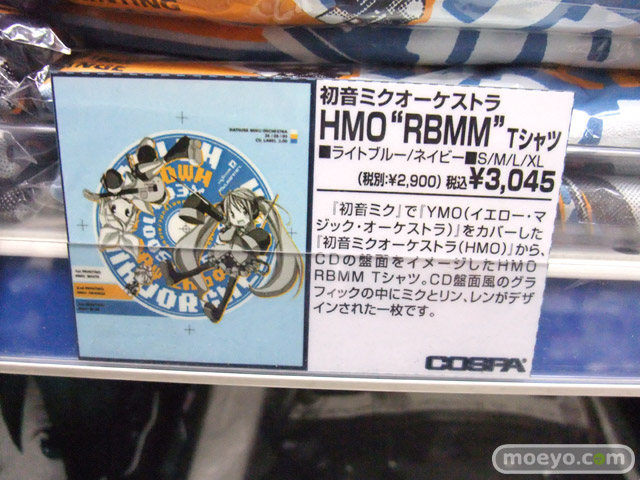 初音ミクオーケストラ
HMO “RBMM” Tシャツ
■ライトブルー/ネイビー■S/M/L/XL
(税別:¥2,900) 税込¥3,045
『初音ミク』で『YMO(イエロー・マ
ジック・オーケストラ)』をカバーした
『初音ミクオーケストラ(HMO)』から、
CDの盤面をイメージしたHMO
RBMM Tシャツ。CD盤面風のグラ
フィックの中にミクとリン、レンがデザ
インされた一枚です。
COSPA
HATSUNE MIKU ORCHESTRA
HMO
moeyo.com